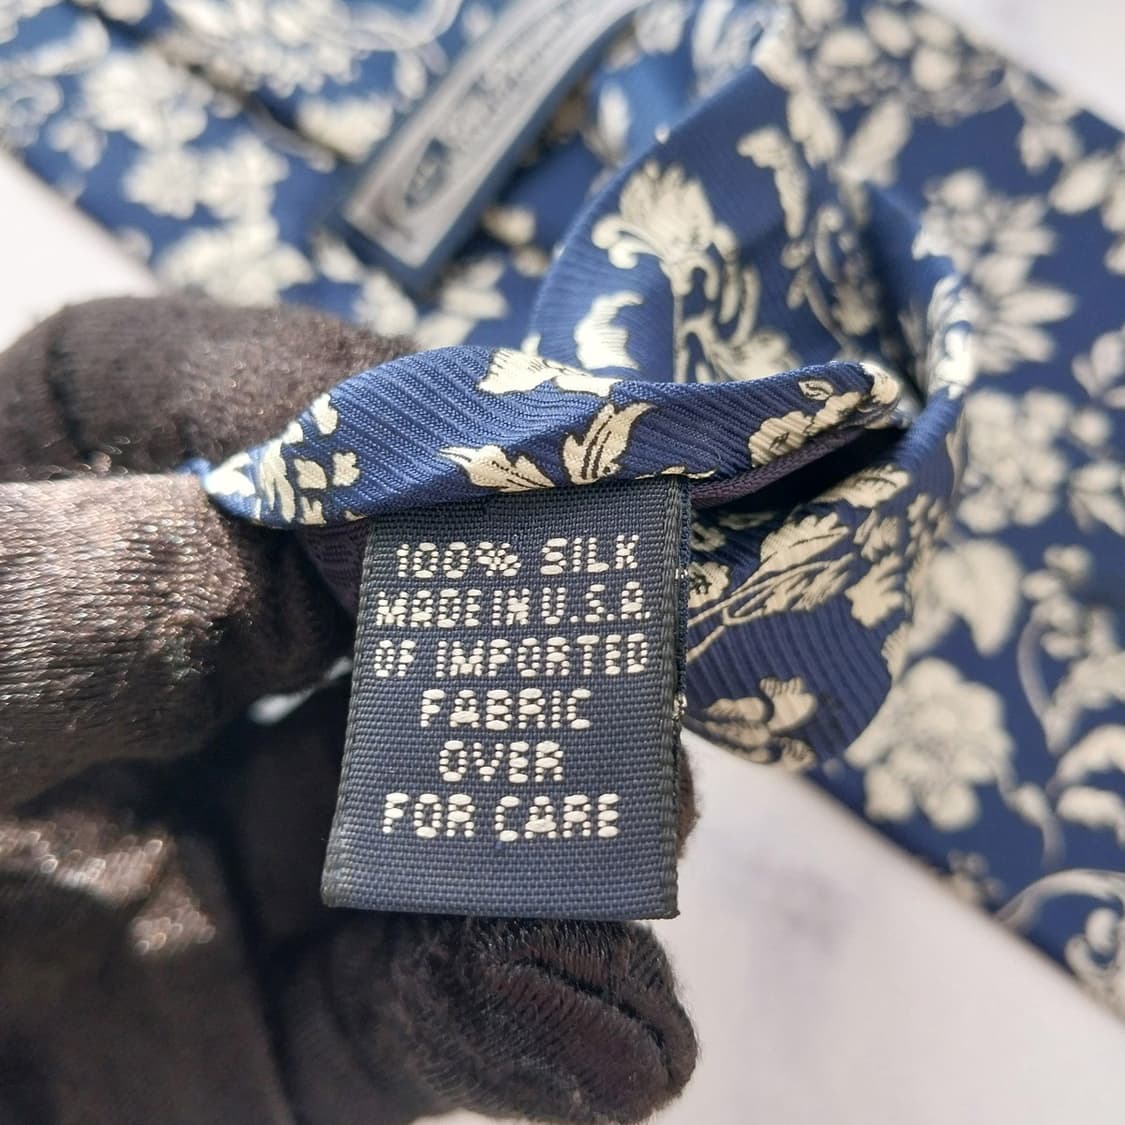 100% SILK
MADE IN U.S.A.
OF IMPORTED
FABRIC
OVER
FOR CARE